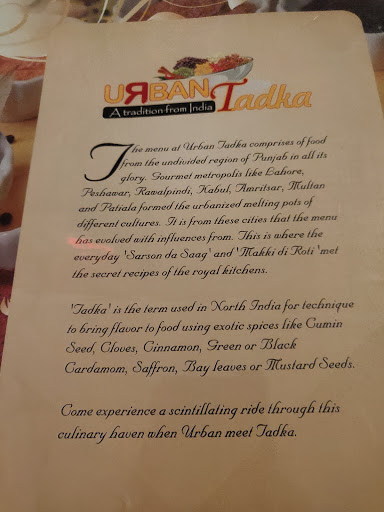 URBAN Tadka
A tradition from India
The menu at Urban Tadka comprises of food
from the undivided region of Punjab in all its
glory. Gourmet metropolis like Lahore,
Peshawar, Rawalpindi, Kabul, Amritsar, Multan
and Patiala formed the urbanized melting pots of
different cultures. It is from these cities that the menu
has evolved with influences from. This is where the
everyday 'Sarson da Saag' and 'Makki di Roti' met
the secret recipes of the royal kitchens.
'Tadka' is the term used in North India for technique
to bring flavor to food using exotic spices like Cumin
Seed, Cloves, Cinnamon, Green or Black
Cardamom, Saffron, Bay leaves or Mustard Seeds.
Come experience a scintillating ride through this
culinary haven when Urban meet Tadka.